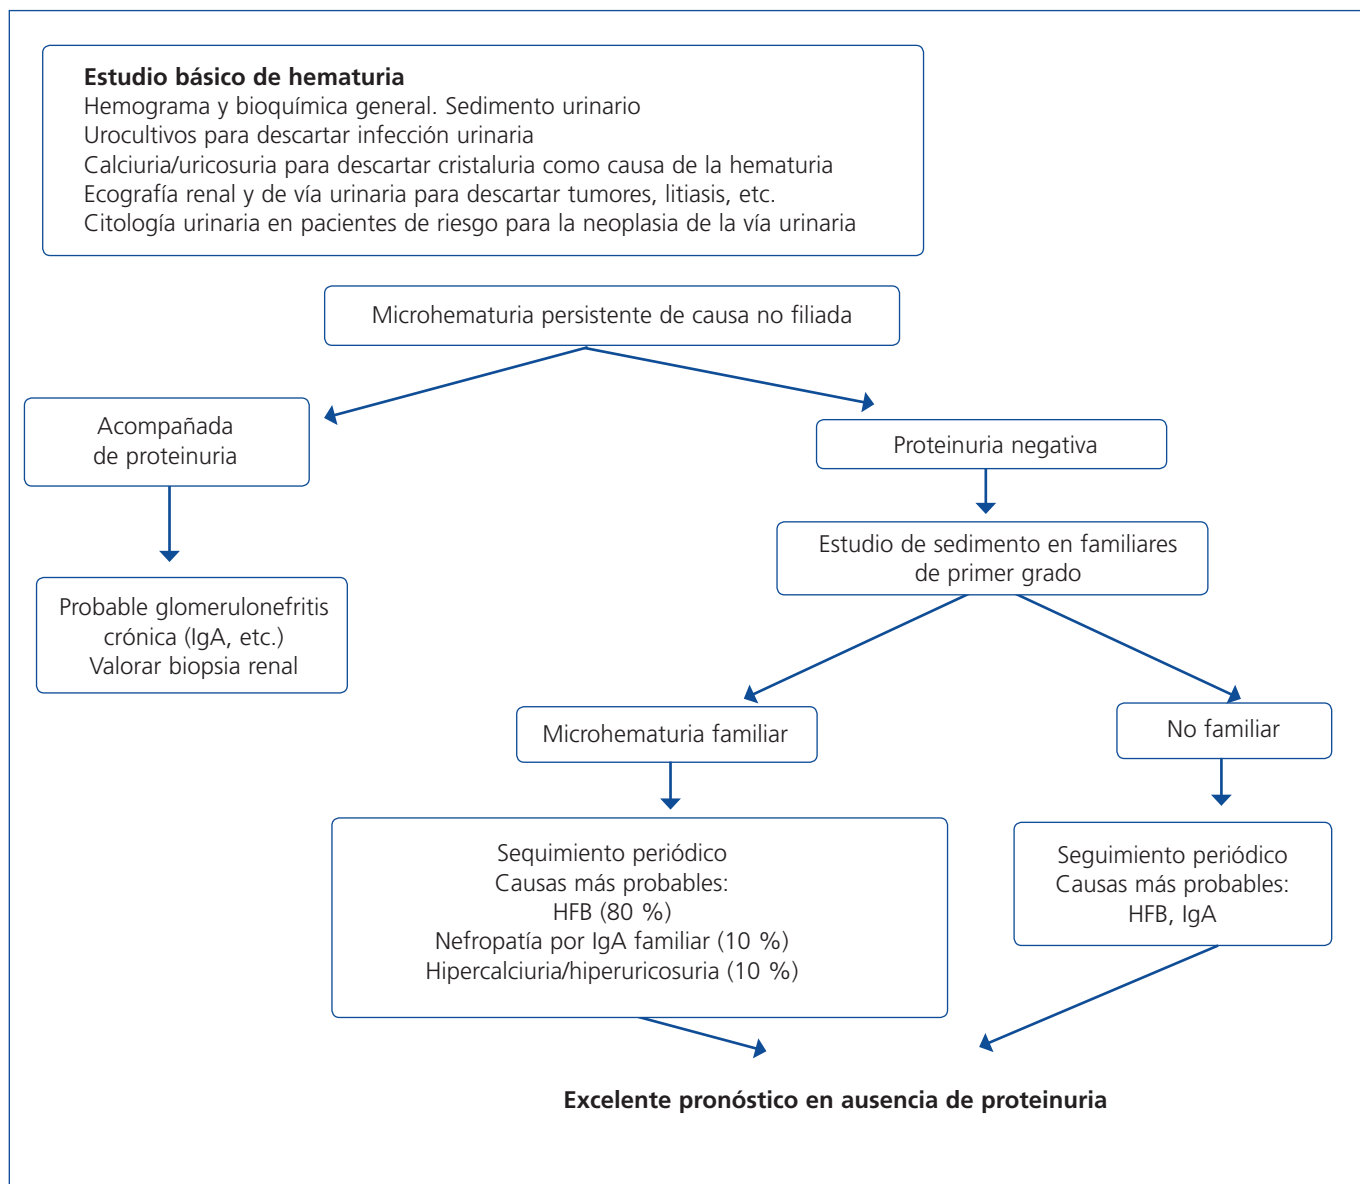 Estudio básico de hematuria
Hemograma y bioquímica general. Sedimento urinario
Urocultivos para descartar infección urinaria
Calciuria/uricosuria para descartar cristaluria como causa de la hematuria
Ecografía renal y de vía urinaria para descartar tumores, litiasis, etc.
Citología urinaria en pacientes de riesgo para la neoplasia de la vía urinaria
Microhematuria persistente de causa no filiada
Acompañada
de proteinuria
Proteinuria negativa
Estudio de sedimento en familiares
de primer grado
Probable glomerulonefritis
crónica (IgA, etc.)
Valorar biopsia renal
Microhematuria familiar
No familiar
Sequimiento periódico
Causas más probables:
HFB (80 %)
Nefropatía por IgA familiar (10 %)
Hipercalciuria/hiperuricosuria (10 %)
Seguimiento periódico
Causas más probables:
HFB, IgA
Excelente pronóstico en ausencia de proteinuria